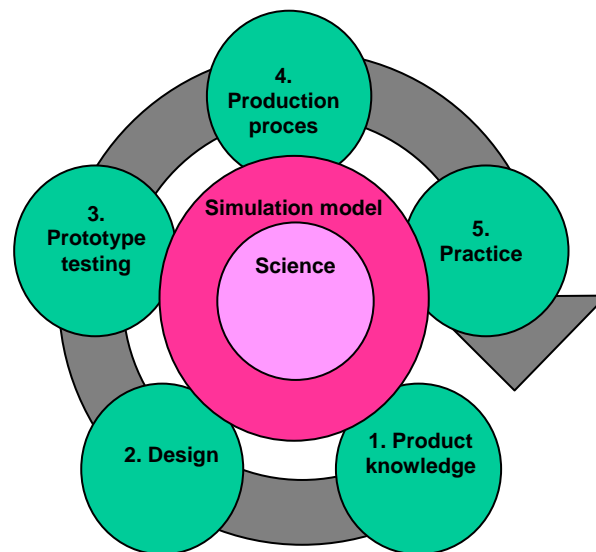 4.
Production
proces
3.
Prototype
testing
Simulation model
5.
Practice
Science
2. Design
1. Product
knowledge